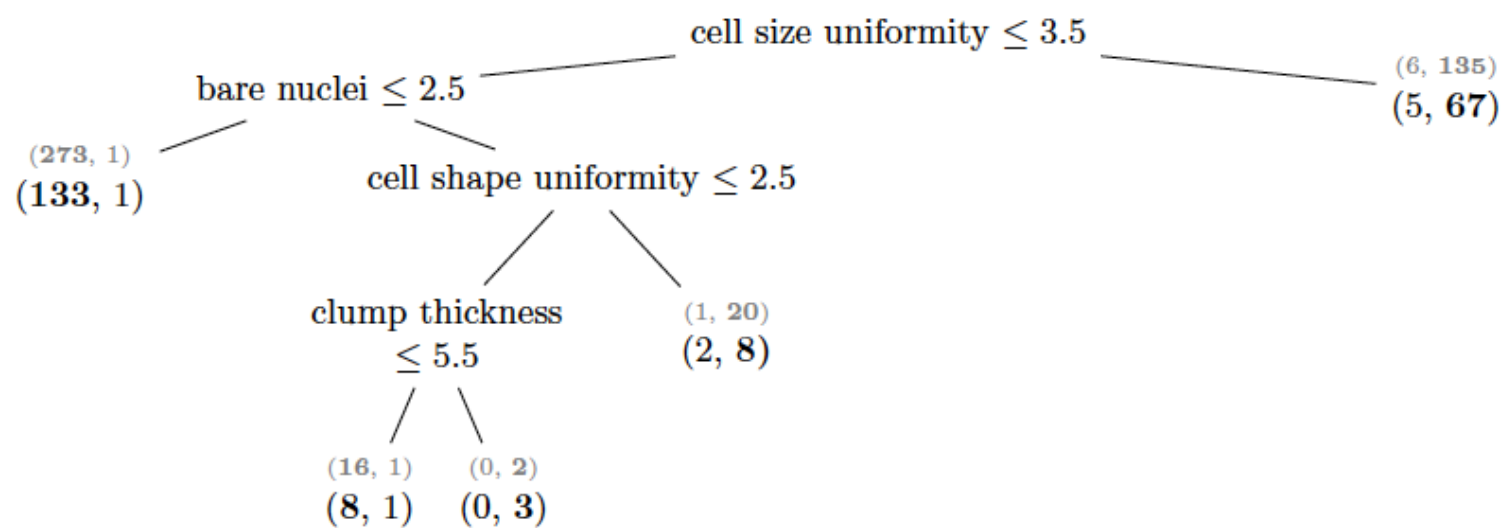 cell size uniformity ≤ 3.5
(6, 135)
(5, 67)
bare nuclei ≤ 2.5
(273, 1)
(133, 1)
cell shape uniformity ≤ 2.5
clump thickness
≤ 5.5
(1, 20)
(2, 8)
(16, 1)
(8, 1)
(0, 2)
(0, 3)